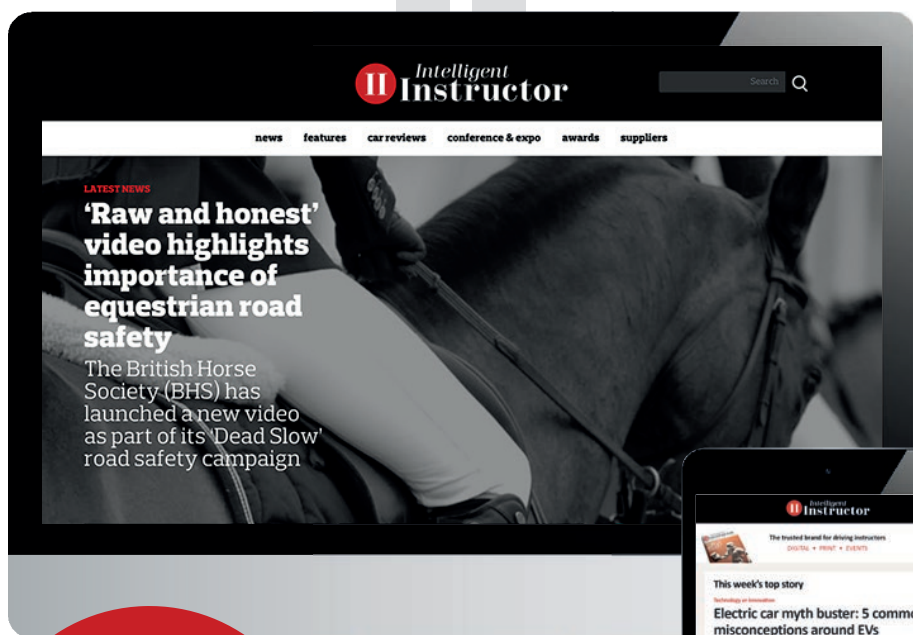 II Intelligent
Instructor
Search
news features car reviews conference & expo awards suppliers
LATEST NEWS
‘Raw and honest’
video highlights
importance of
equestrian road
safety
The British Horse
Society (BHS) has
launched a new video
as part of its 'Dead Slow'
road safety campaign
II Intelligent
Instructor
The trusted brand for driving instructors
DIGITAL + PRINT + EVENTS
This week's top story
Technology or Innovation
Electric car myth buster: 5 commo
misconceptions around EVs